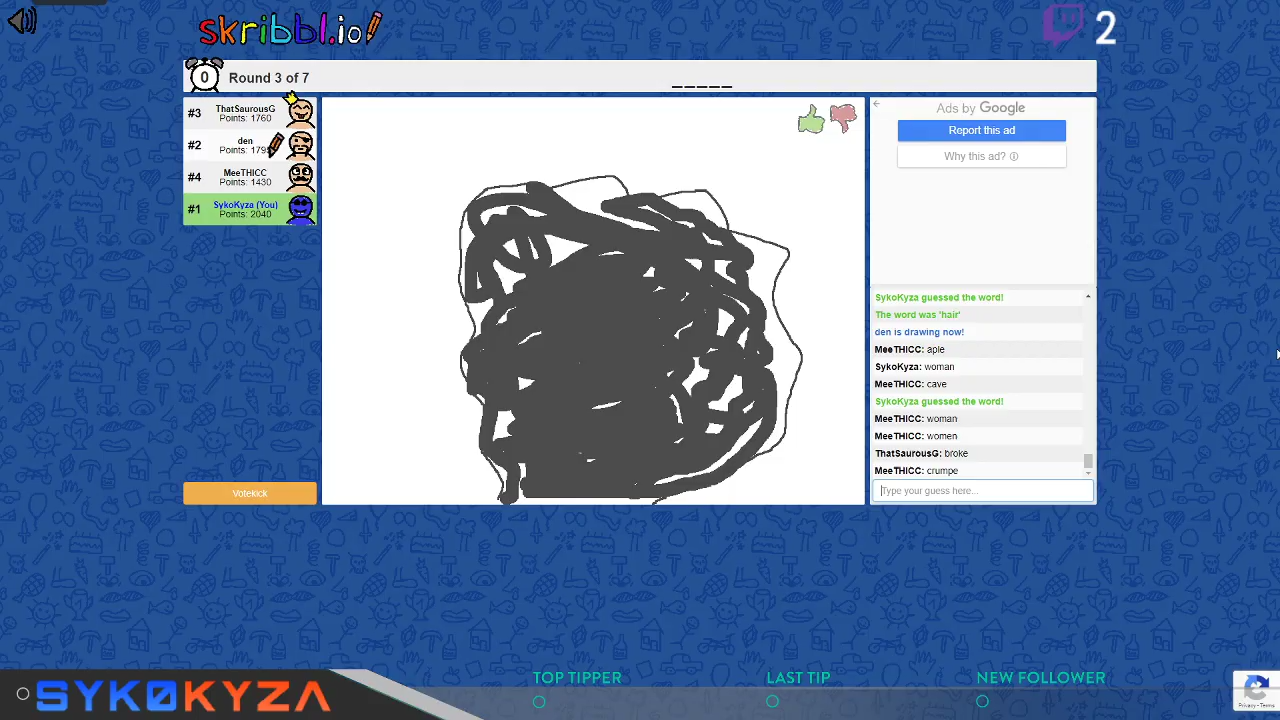 skribbl.io
2
0
Round 3 of 7
_____
#3
ThatSaurousG
Points: 1760
#2
den
#4
MeeTHICC
Points: 1430
#1
SykoKyza (You)
Points: 2040
Votekick
Ads by Google
Report this ad
Why this ad?
SykoKyza guessed the word!
The word was 'hair'
den is drawing now!
MeeTHICC: aple
SykoKyza: woman
MeeTHICC: cave
SykoKyza guessed the word!
MeeTHICC: woman
MeeTHICC: women
ThatSaurousG: broke
MeeTHICC: crumpe
Type your guess here...
SYK0KYZA
TOP TIPPER
LAST TIP
NEW FOLLOWER
Privacy - Terms